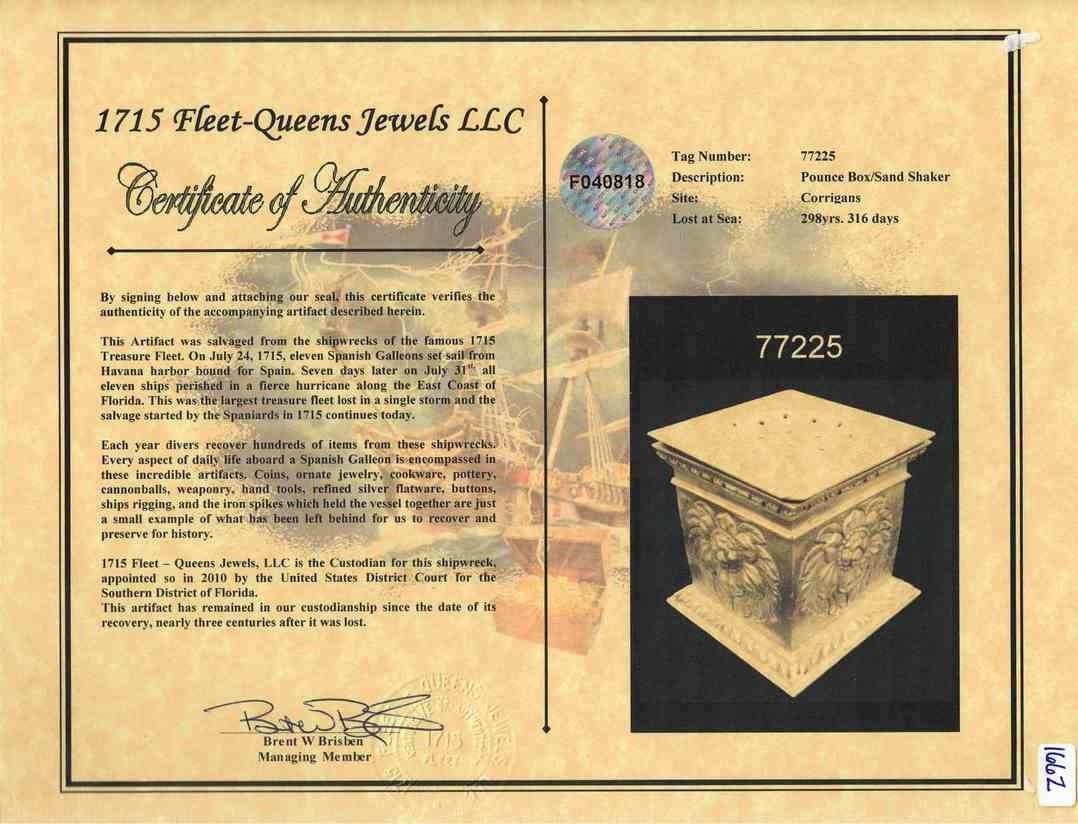 1715 Fleet-Queens Jewels LLC
Certificate of Authenticity
By signing below and attaching our seal, this certificate verifies the
authenticity of the accompanying artifact described herein.
This Artifact was salvaged from the shipwrecks of the famous 1715
Treasure Fleet. On July 24, 1715, eleven Spanish Galleons set sail from
Havana harbor bound for Spain. Seven days later on July 31st all
eleven ships perished in a fierce hurricane along the East Coast of
Florida. This was the largest treasure fleet lost in a single storm and the
salvage started by the Spaniards in 1715 continues today.
Each year divers recover hundreds of items from these shipwrecks.
Every aspect of daily life aboard a Spanish Galleon is encompassed in
these incredible artifacts. Coins, ornate jewelry, cookware, pottery,
cannonballs, weaponry, hand tools, refined silver flatware, buttons,
ships rigging, and the iron spikes which held the vessel together are just
a small example of what has been left behind for us to recover and
preserve for history.
1715 Fleet – Queens Jewels, LLC is the Custodian for this shipwreck,
appointed so in 2010 by the United States District Court for the
Southern District of Florida.
This artifact has remained in our custodianship since the date of its
recovery, nearly three centuries after it was lost.
Brent W Brisben
Managing Member
QUEENS JEWELS
1715
F040818
Tag Number: 77225
Description: Pounce Box/Sand Shaker
Site: Corrigans
Lost at Sea: 298yrs. 316 days
77225